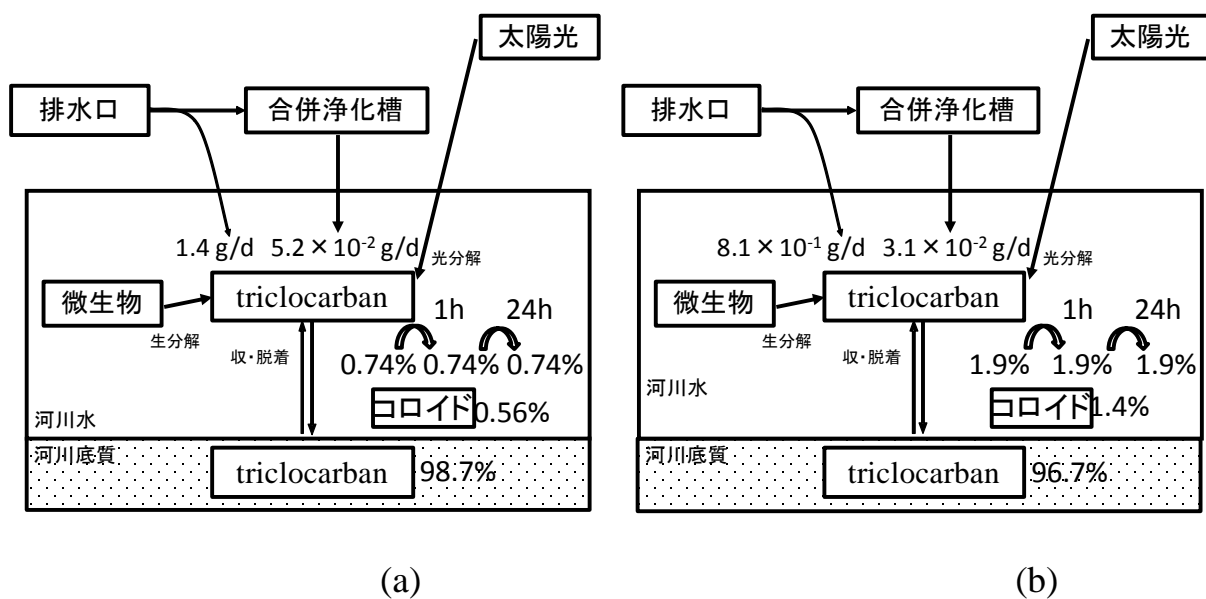 太陽光
排水口
合併浄化槽
1.4 g/d 5.2 × 10-2 g/d
光分解
微生物
triclocarban
1h 24h
生分解
収・脱着
0.74% 0.74% 0.74%
コロイド 0.56%
河川水
河川底質
triclocarban 98.7%
(a)
太陽光
排水口
合併浄化槽
8.1 × 10-1 g/d 3.1 × 10-2 g/d
光分解
微生物
triclocarban
1h 24h
生分解
収・脱着
1.9% 1.9% 1.9%
コロイド 1.4%
河川水
河川底質
triclocarban 96.7%
(b)